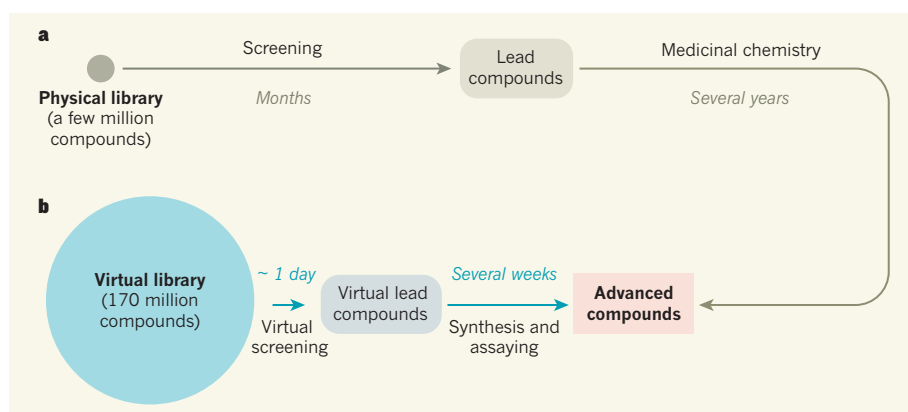 a
Screening
Medicinal chemistry
Lead
compounds
Physical library
(a few million
compounds)
Months
Several years
b
Virtual library
(170 million
compounds)
~ 1 day
Virtual
screening
Virtual lead
compounds
Several weeks
Synthesis and
assaying
Advanced
compounds